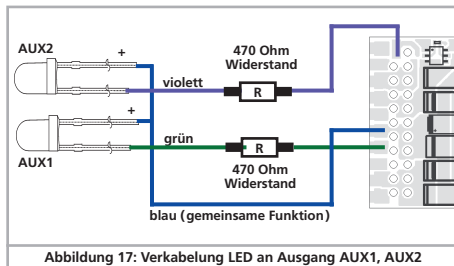 AUX2
+
470 Ohm
Widerstand
violett
R
+
AUX1
grün
R
470 Ohm
Widerstand
blau (gemeinsame Funktion)
Abbildung 17: Verkabelung LED an Ausgang AUX1, AUX2